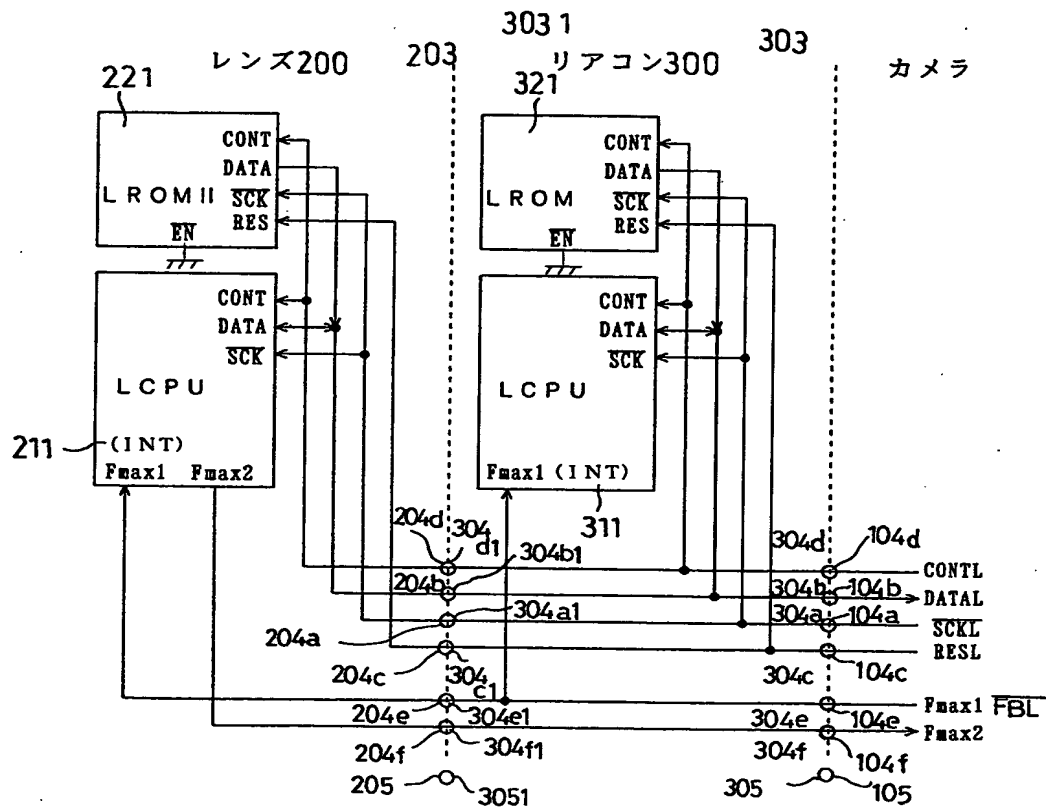 303 1
レンズ200 203 リアコン300 303 カメラ
221 321
CONT CONT
DATA DATA
LROMII SCK LROM SCK
RES RES
EN EN
CONT CONT
DATA DATA
SCK SCK
LCPU LCPU
211 (INT)
Fmax1 Fmax2 Fmax1 (INT)
311
204d 304 d1 304d 104d CONTL
204b 304b1 304b 104b DATAL
204a 304a1 304a 104a SCKL
204c 304 c1 304c 104c RESL
204e 304e1 304e 104e Fmax1 FBL
204f 304f1 304f 104f Fmax2
205 3051 305 105